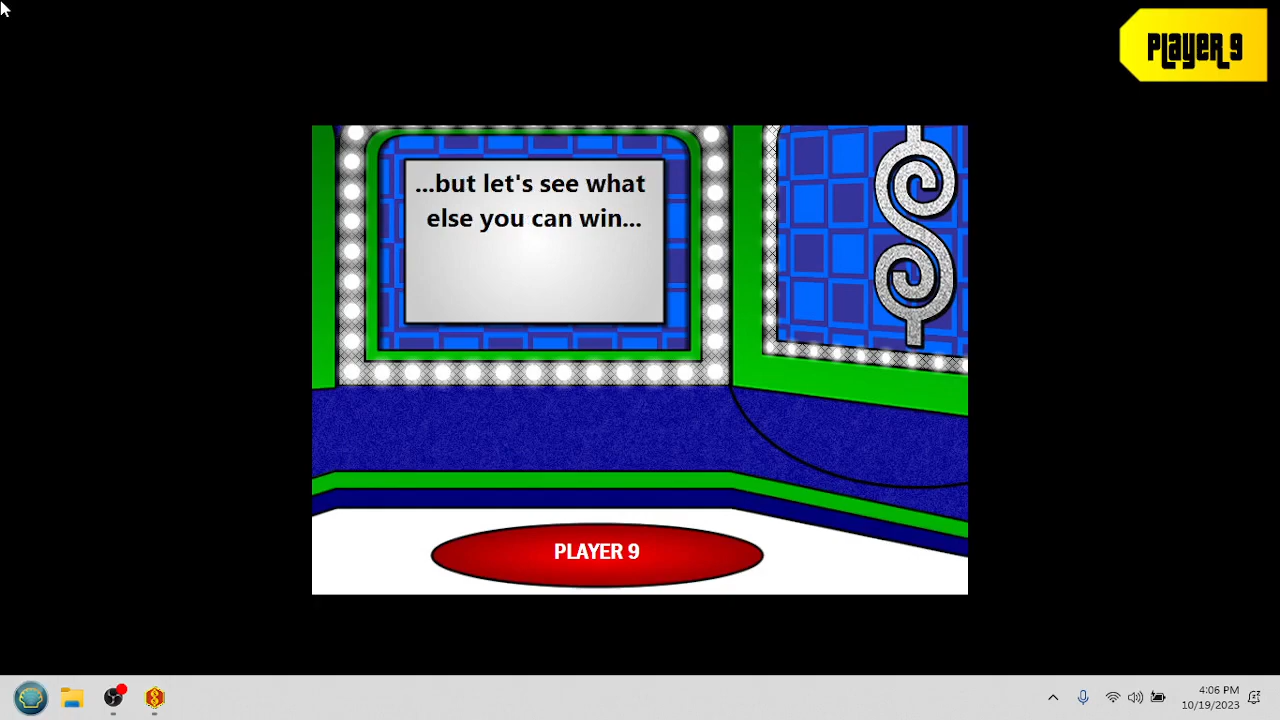 PLAYER 9
...but let's see what
else you can win...
PLAYER 9
4:06 PM
10/19/2023